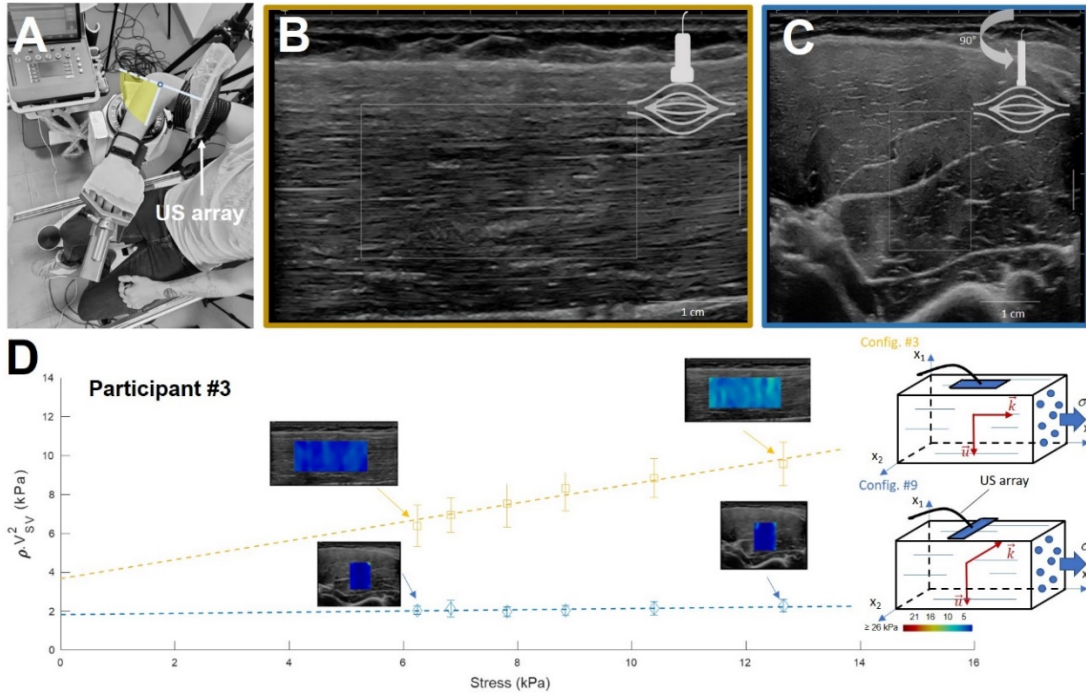 A
US array
B
1 cm
C
90°
1 cm
D
Participant #3
14
12
10
8
6
4
2
0
ρ.V²SV (kPa)
0
2
4
6
8
10
12
14
16
Stress (kPa)
Config. #3
x₁
k
u
x₂
σ
x
Config. #9
US array
x₁
k
u
x₂
σ
x
21 16 10 5
≥ 26 kPa